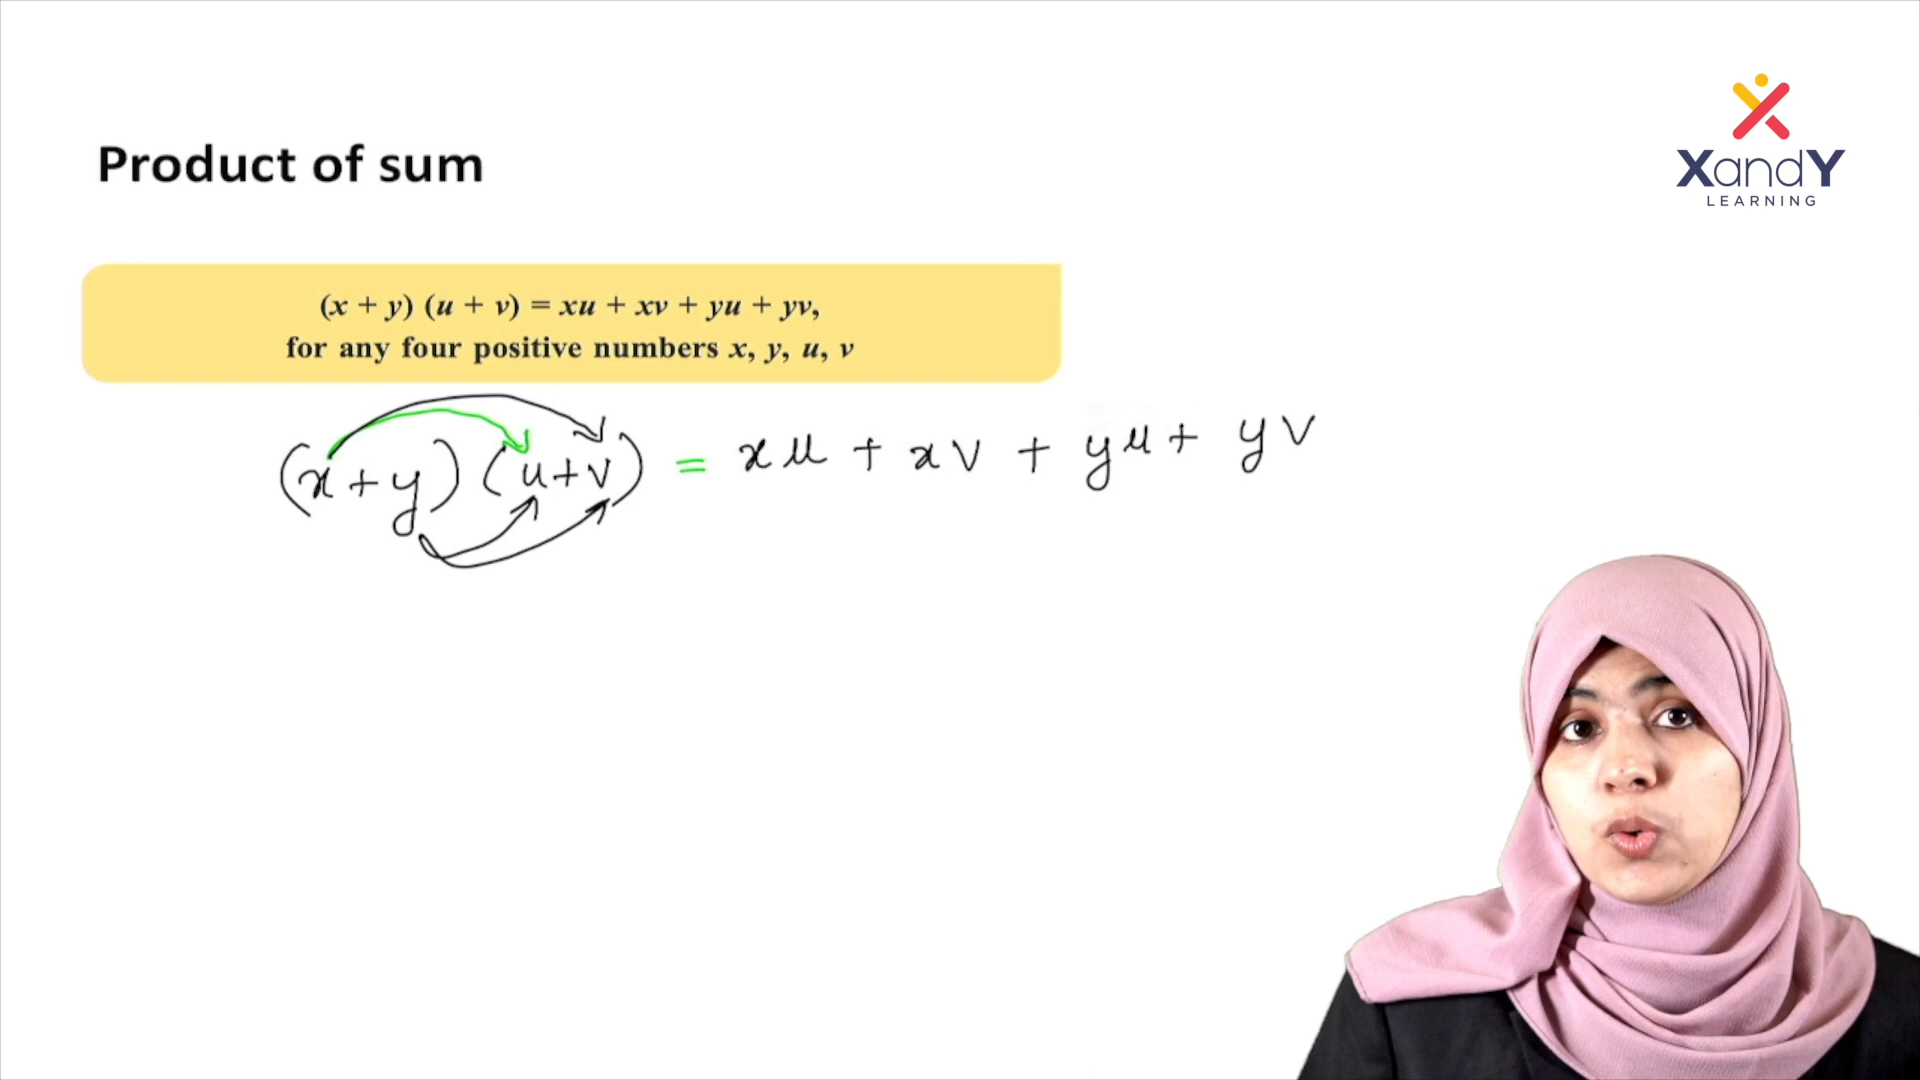 XandY
LEARNING
Product of sum
(x + y) (u + v) = xu + xv + yu + yv,
for any four positive numbers x, y, u, v
(x+y) (u+v) = xu + xv + yu + yv